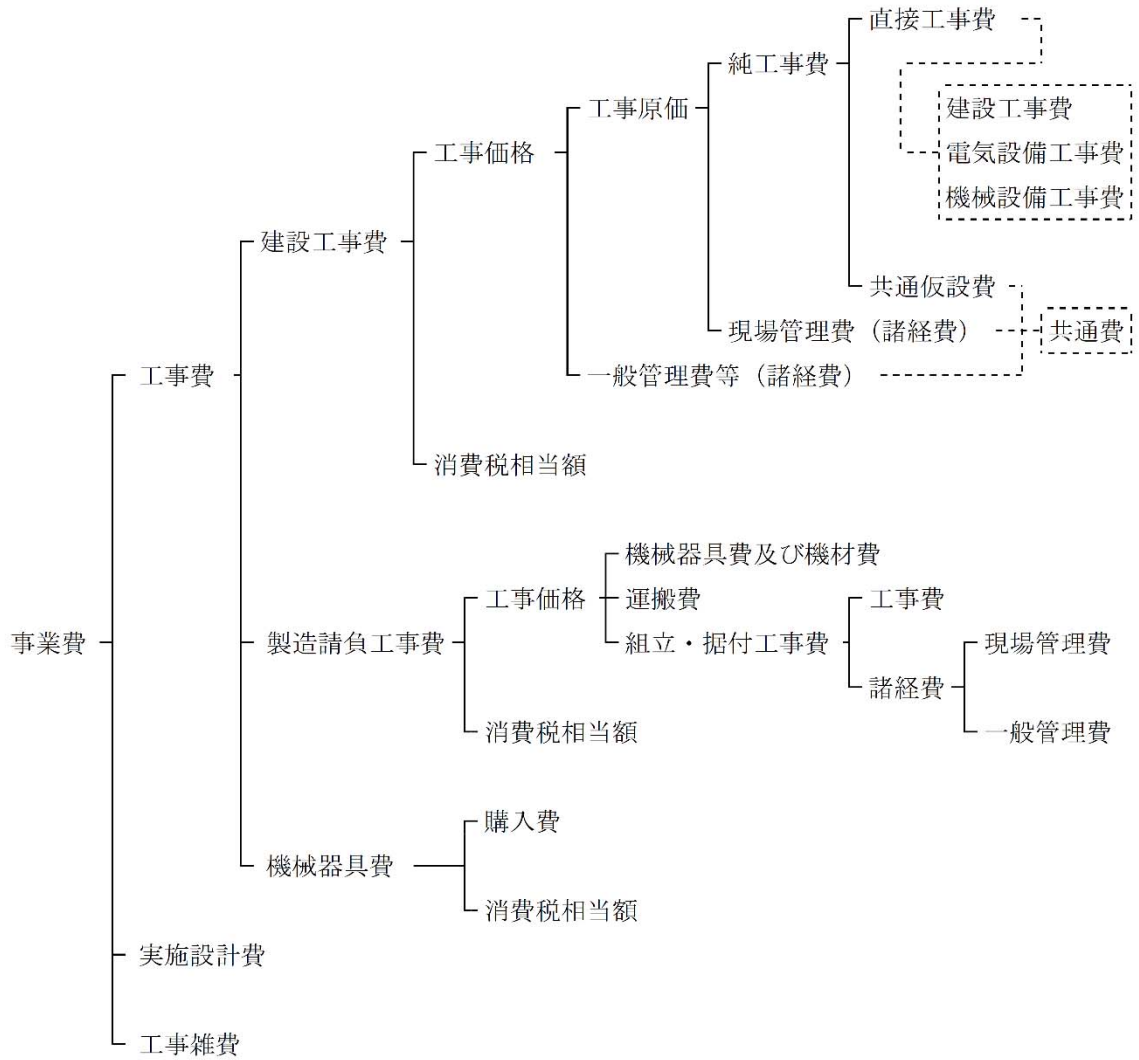 直接工事費
純工事費
建設工事費
工事原価
電気設備工事費
工事価格
機械設備工事費
建設工事費
共通仮設費
現場管理費（諸経費）
共通費
工事費
一般管理費等（諸経費）
消費税相当額
機械器具費及び機材費
工事価格
運搬費
工事費
事業費
製造請負工事費
組立・据付工事費
現場管理費
諸経費
消費税相当額
一般管理費
購入費
機械器具費
消費税相当額
実施設計費
工事雑費